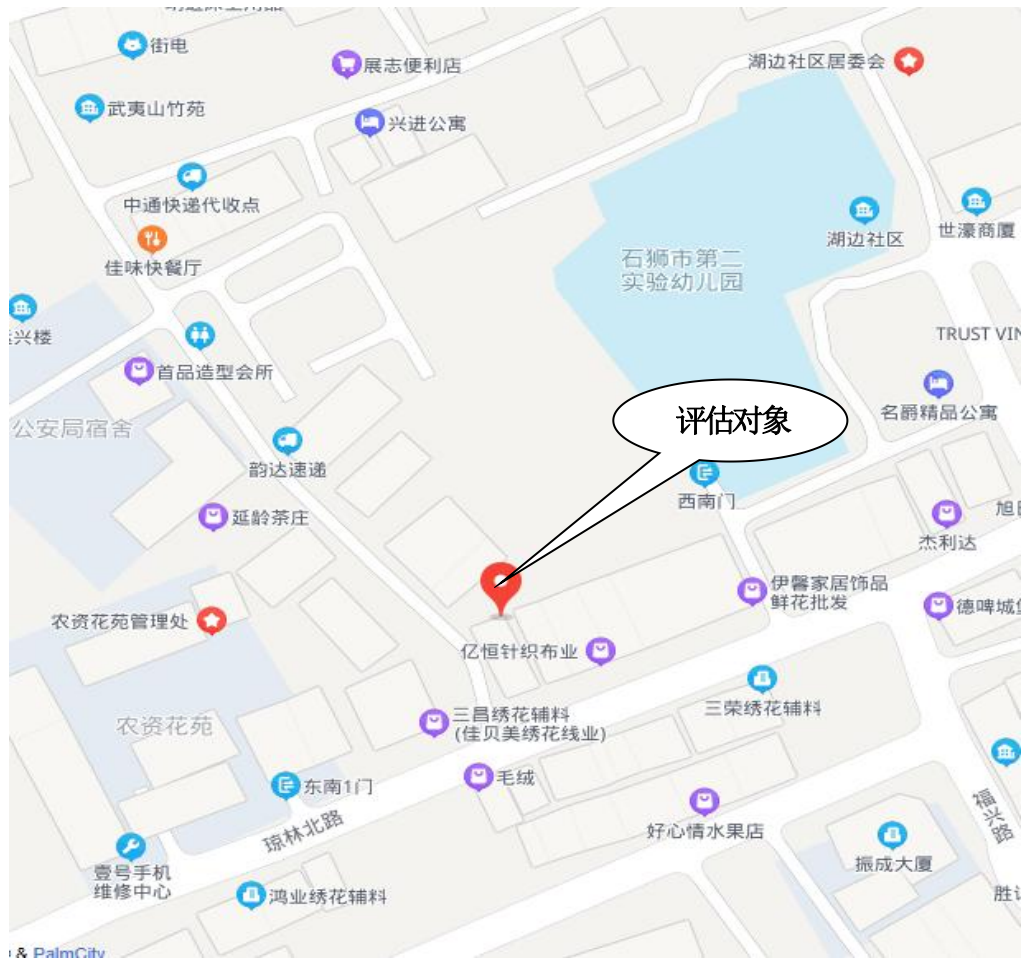 街电
展志便利店
湖边社区居委会
武夷山竹苑
兴进公寓
中通快递代收点
佳味快餐厅
湖边社区
世濠商厦
石狮市第二
实验幼儿园
兴楼
TRUST VIN
首品造型会所
名爵精品公寓
公安局宿舍
评估对象
韵达速递
西南门
延龄茶庄
杰利达
伊馨家居饰品
鲜花批发
德啤城
农资花苑管理处
亿恒针织布业
三昌绣花辅料
(佳贝美绣花线业)
三荣绣花辅料
农资花苑
毛绒
东南1门
琼林北路
福兴路
好心情水果店
振成大厦
壹号手机
维修中心
鸿业绣花辅料
胜
& PalmCity